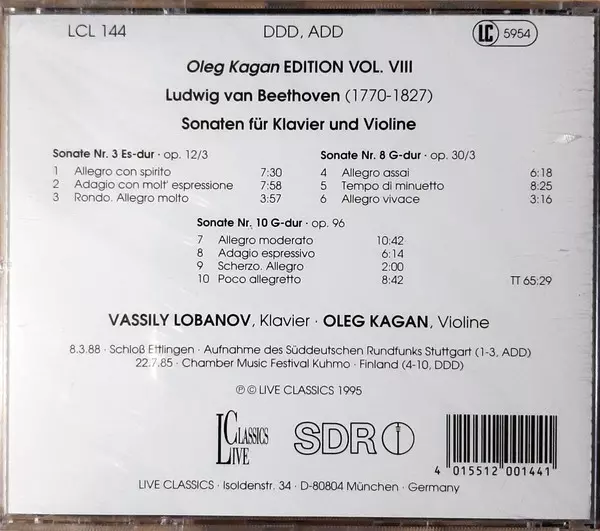 LCL 144 DDD, ADD LC 5954
Oleg Kagan EDITION VOL. VIII
Ludwig van Beethoven (1770-1827)
Sonaten für Klavier und Violine
Sonate Nr. 3 Es-dur · op. 12/3
1 Allegro con spirito 7:30
2 Adagio con molt' espressione 7:58
3 Rondo. Allegro molto 3:57
Sonate Nr. 8 G-dur · op. 30/3
4 Allegro assai 6:18
5 Tempo di minuetto 8:25
6 Allegro vivace 3:16
Sonate Nr. 10 G-dur · op. 96
7 Allegro moderato 10:42
8 Adagio espressivo 6:14
9 Scherzo. Allegro 2:00
10 Poco allegretto 8:42
TT 65:29
VASSILY LOBANOV, Klavier · OLEG KAGAN, Violine
8.3.88 · Schloß Ettlingen · Aufnahme des Süddeutschen Rundfunks Stuttgart (1-3, ADD)
22.7.85 · Chamber Music Festival Kuhmo · Finland (4-10, DDD)
℗ © LIVE CLASSICS 1995
CLASSICS LIVE
SDR
4 015512 001441
LIVE CLASSICS · Isoldenstr. 34 · D-80804 München · Germany